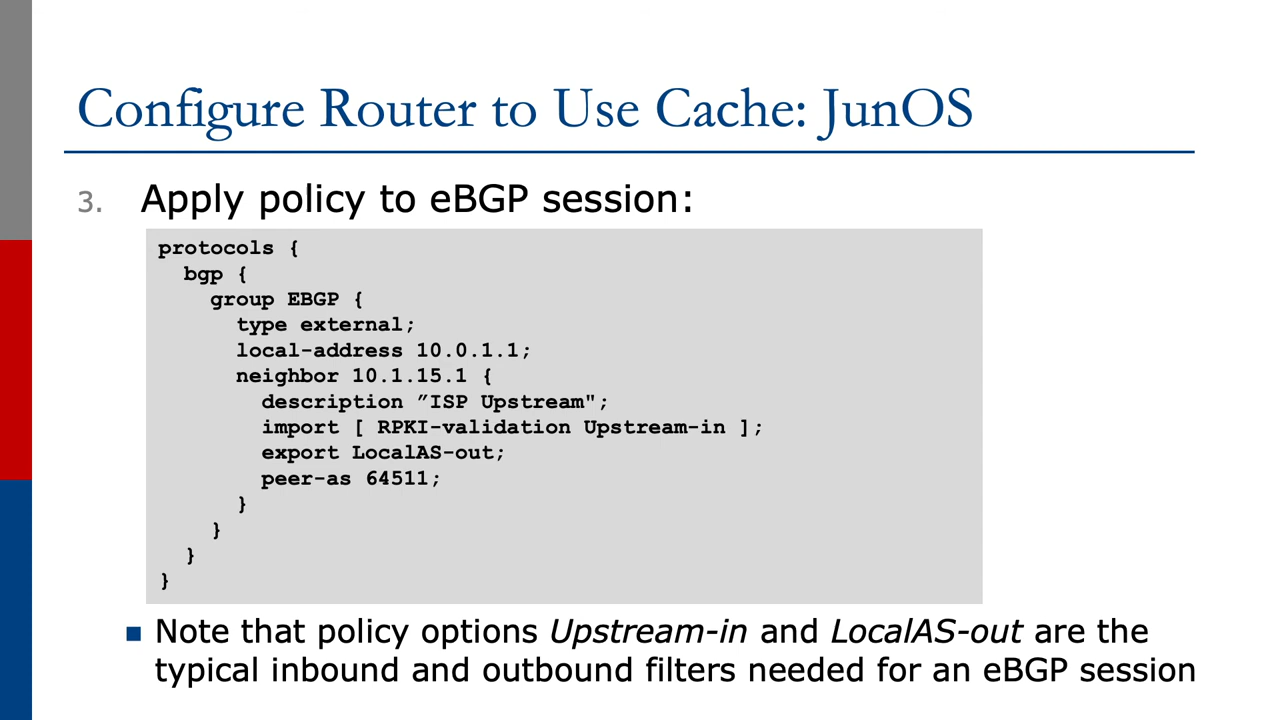 Configure Router to Use Cache: JunOS
3. Apply policy to eBGP session:
protocols {
  bgp {
    group EBGP {
      type external;
      local-address 10.0.1.1;
      neighbor 10.1.15.1 {
        description ”ISP Upstream";
        import [ RPKI-validation Upstream-in ];
        export LocalAS-out;
        peer-as 64511;
      }
    }
  }
}
■ Note that policy options Upstream-in and LocalAS-out are the
typical inbound and outbound filters needed for an eBGP session